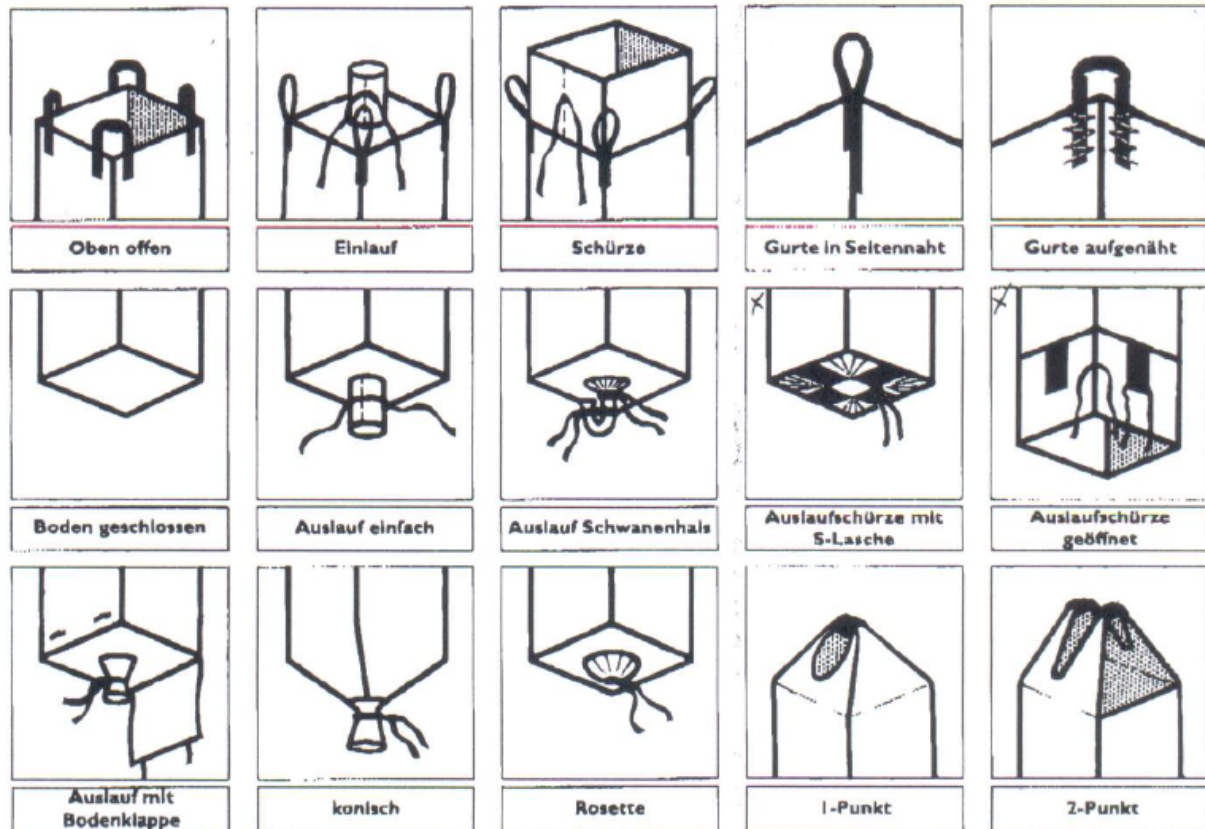 Oben offen
Einlauf
Schürze
Gurte in Seitennaht
Gurte aufgenäht
Boden geschlossen
Auslauf einfach
Auslauf Schwanenhals
Auslaufschürze mit
S-Lasche
Auslaufschürze
geöffnet
Auslauf mit
Bodenklappe
konisch
Rosette
1-Punkt
2-Punkt